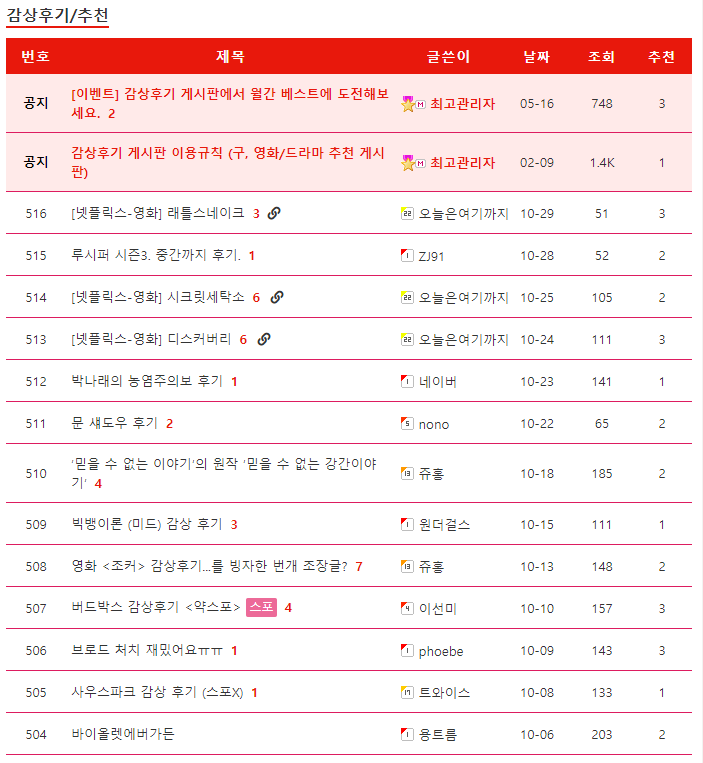 감상후기/추천
번호 제목 글쓴이 날짜 조회 추천
공지 [이벤트] 감상후기 게시판에서 월간 베스트에 도전해보세요. 2 M 최고관리자 05-16 748 3
공지 감상후기 게시판 이용규칙 (구, 영화/드라마 추천 게시판) M 최고관리자 02-09 1.4K 1
516 [넷플릭스-영화] 래틀스네이크 3 22 오늘은여기까지 10-29 51 3
515 루시퍼 시즌3. 중간까지 후기. 1 1 ZJ91 10-28 52 2
514 [넷플릭스-영화] 시크릿세탁소 6 22 오늘은여기까지 10-25 105 2
513 [넷플릭스-영화] 디스커버리 6 22 오늘은여기까지 10-24 111 3
512 박나래의 농염주의보 후기 1 1 네이버 10-23 141 1
511 문 섀도우 후기 2 5 nono 10-22 65 2
510 '믿을 수 없는 이야기'의 원작 '믿을 수 없는 강간이야기' 4 13 쥬홍 10-18 185 2
509 빅뱅이론 (미드) 감상 후기 3 1 원더걸스 10-15 111 1
508 영화 <조커> 감상후기...를 빙자한 번개 조장글? 7 13 쥬홍 10-13 148 2
507 버드박스 감상후기 <약스포> 스포 4 4 이선미 10-10 157 3
506 브로드 처치 재밌어요ㅠㅠ 1 1 phoebe 10-09 143 3
505 사우스파크 감상 후기 (스포X) 1 17 트와이스 10-08 133 1
504 바이올렛에버가든 1 용트름 10-06 203 2